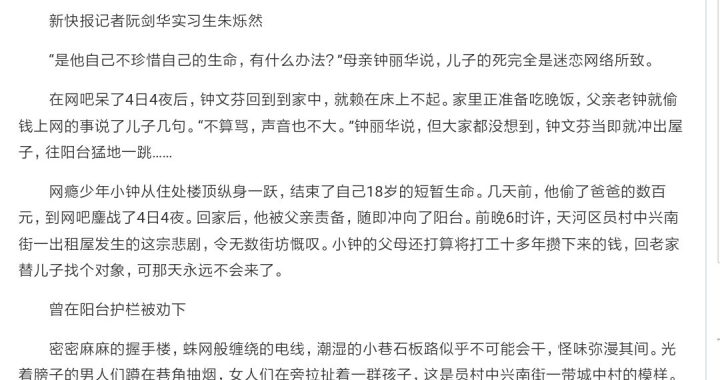 新快报记者阮剑华实习生朱烁然
“是他自己不珍惜自己的生命，有什么办法？”母亲钟丽华说，儿子的死完全是迷恋网络所致。
在网吧呆了4日4夜后，钟文芬回到到家中，就赖在床上不起。家里正准备吃晚饭，父亲老钟就偷
钱上网的事说了儿子几句。“不算骂，声音也不大。”钟丽华说，但大家都没想到，钟文芬当即就冲出屋
子，往阳台猛地一跳……
网瘾少年小钟从住处楼顶纵身一跃，结束了自己18岁的短暂生命。几天前，他偷了爸爸的数百
元，到网吧鏖战了4日4夜。回家后，他被父亲责备，随即冲向了阳台。前晚6时许，天河区员村中兴南
街一出租屋发生的这宗悲剧，令无数街坊慨叹。小钟的父母还打算将打工十多年攒下来的钱，回老家
替儿子找个对象，可那天永远不会来了。
曾在阳台护栏被劝下
密密麻麻的握手楼，蛛网般缠绕的电线，潮湿的小巷石板路似乎不可能会干，怪味弥漫其间。光
着膀子的男人们蹲在巷角抽烟，女人们在旁拉扯着一群孩子，这是员村中兴南街一带城中村的模样。